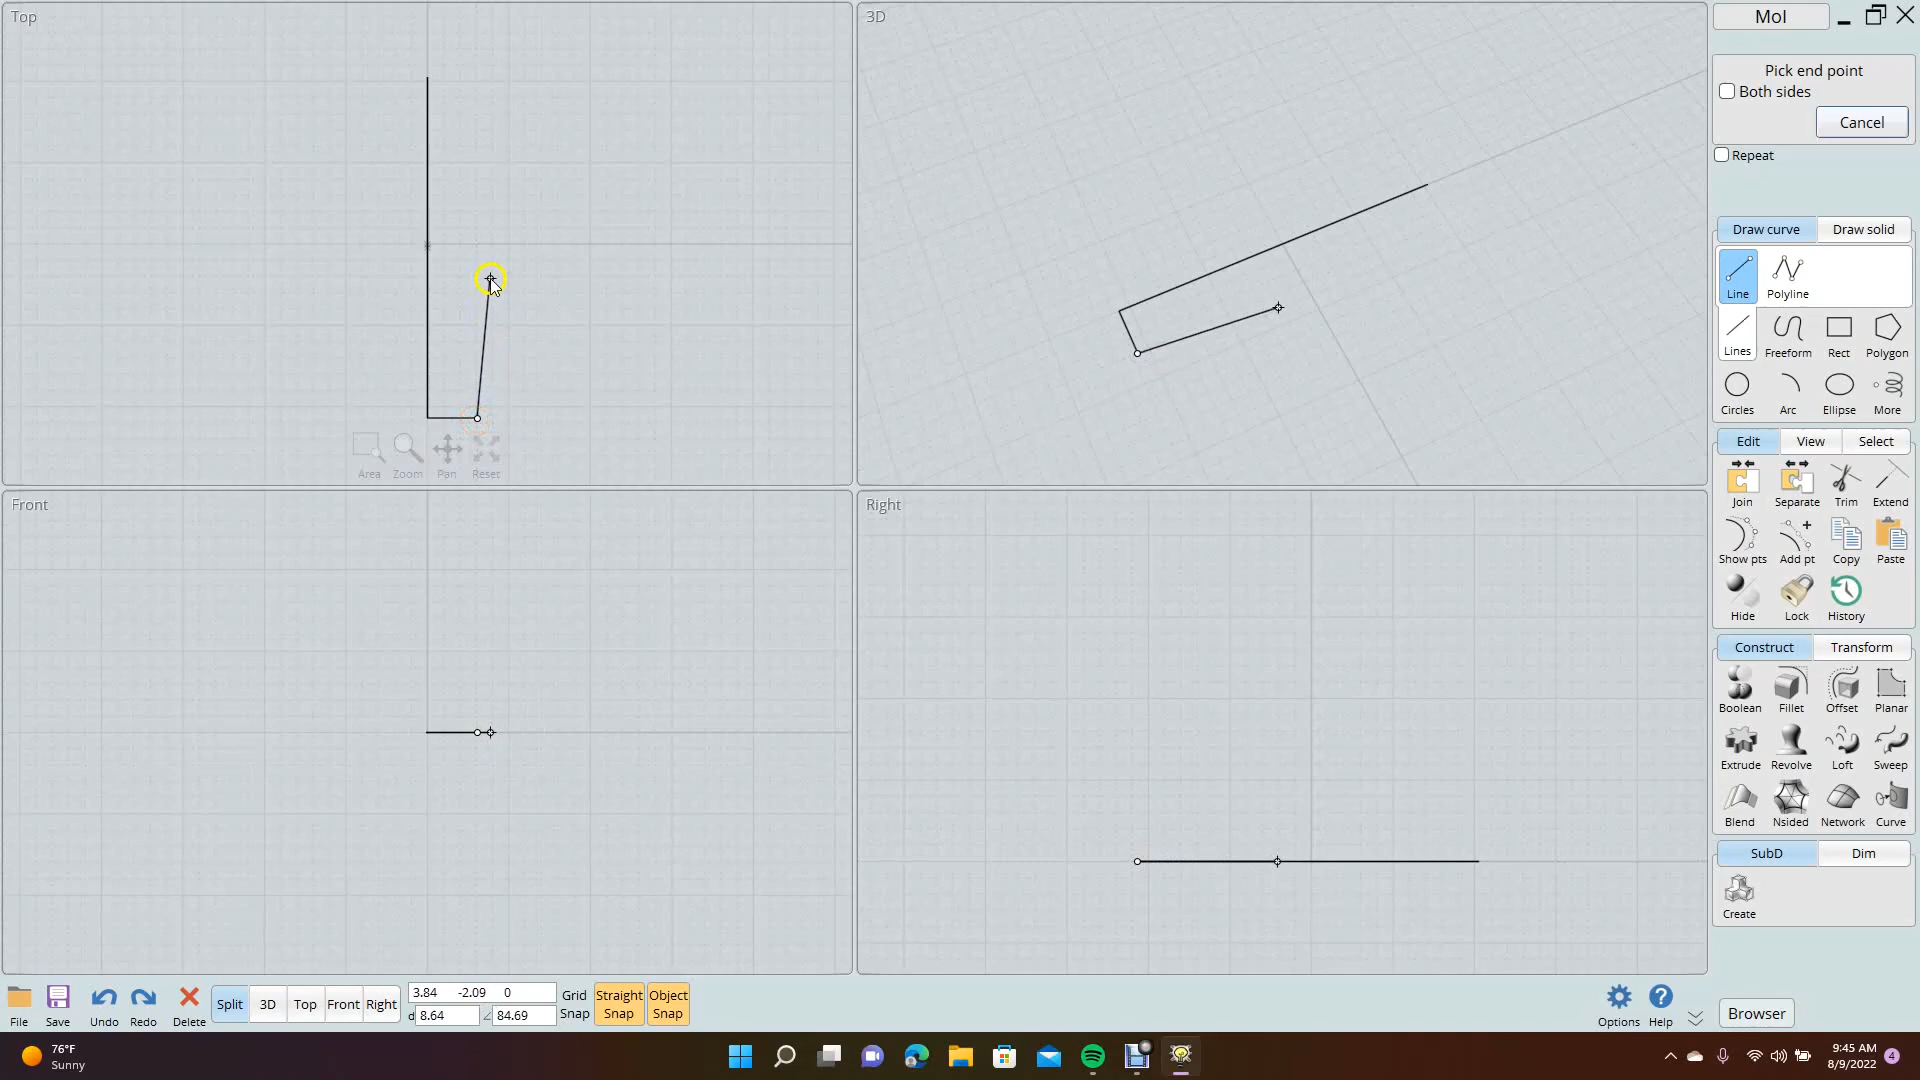 Top
3D
MoI
Pick end point
Both sides
Cancel
Repeat
Draw curve Draw solid
Line Polyline
Lines Freeform Rect Polygon
Circles Arc Ellipse More
Edit View Select
Join Separate Trim Extend
Show pts Add pt Copy Paste
Hide Lock History
Construct Transform
Boolean Fillet Offset Planar
Extrude Revolve Loft Sweep
Blend Nsided Network Curve
SubD Dim
Create
Area Zoom Pan Reset
Front
Right
File Save Undo Redo Delete
Split 3D Top Front Right
3.84 -2.09 0
d 8.64 ∠ 84.69
Grid Snap
Straight Snap
Object Snap
Options Help
Browser
76°F
Sunny
9:45 AM
8/9/2022
4